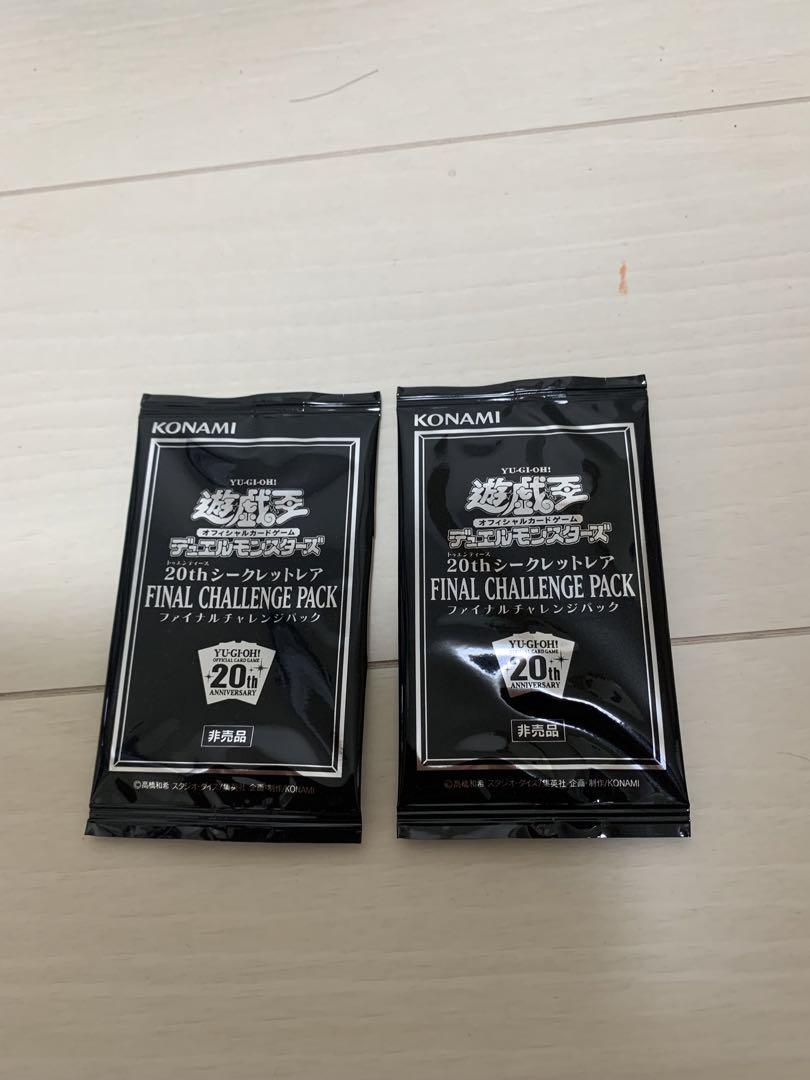 KONAMI
YU-GI-OH!
遊戯王
オフィシャルカードゲーム
デュエルモンスターズ
トゥエンティース
20thシークレットレア
FINAL CHALLENGE PACK
ファイナルチャレンジパック
YU-GI-OH!
OFFICIAL CARD GAME
20th
ANNIVERSARY
非売品
©高橋和希 スタジオ・ダイス/集英社 企画・制作/KONAMI
KONAMI
YU-GI-OH!
遊戯王
オフィシャルカードゲーム
デュエルモンスターズ
トゥエンティース
20thシークレットレア
FINAL CHALLENGE PACK
ファイナルチャレンジパック
YU-GI-OH!
OFFICIAL CARD GAME
20th
ANNIVERSARY
非売品
©高橋和希 スタジオ・ダイス/集英社 企画・制作/KONAMI